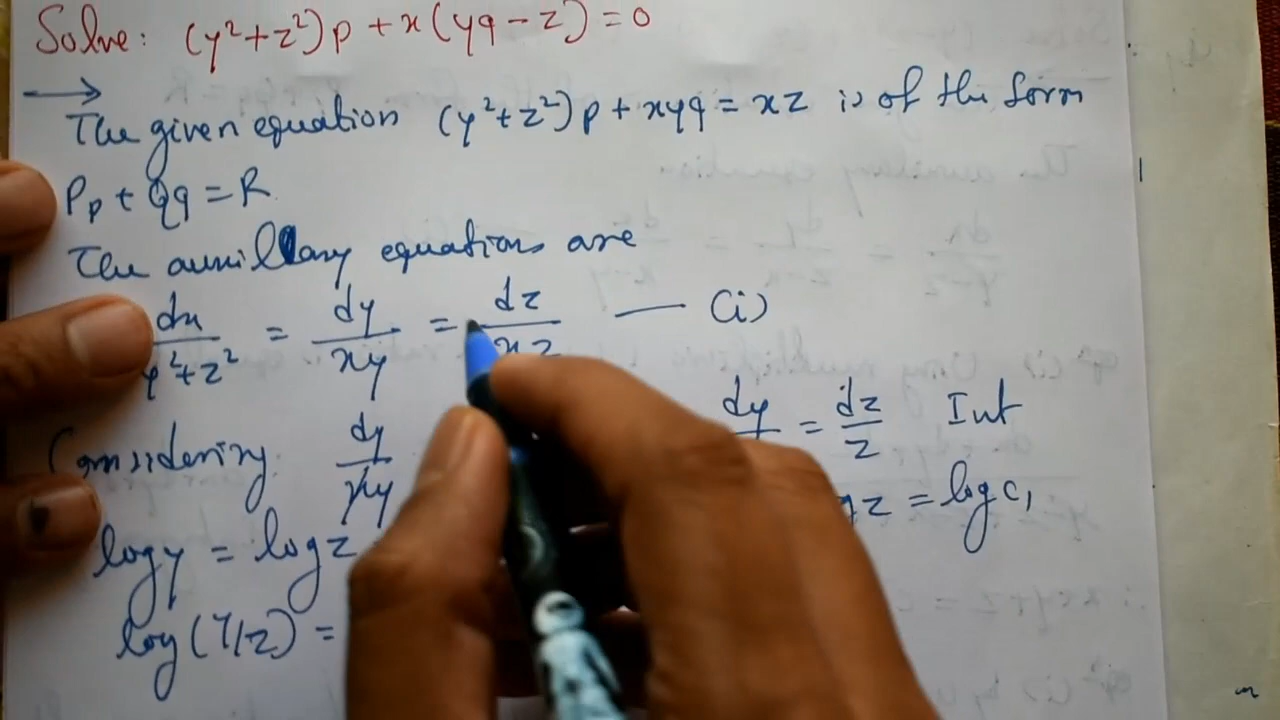 Solve: (y²+z²)p + x(yq - z) = 0
→ The given equation (y²+z²)p + xyq = xz is of the form
Pp + Qq = R
The auxillary equations are
dx/(y²+z²) = dy/xy = dz/xz — (i)
Considering dy/xy dy/ = dz/z Int
log y = log z z = log c₁
log(y/z) =